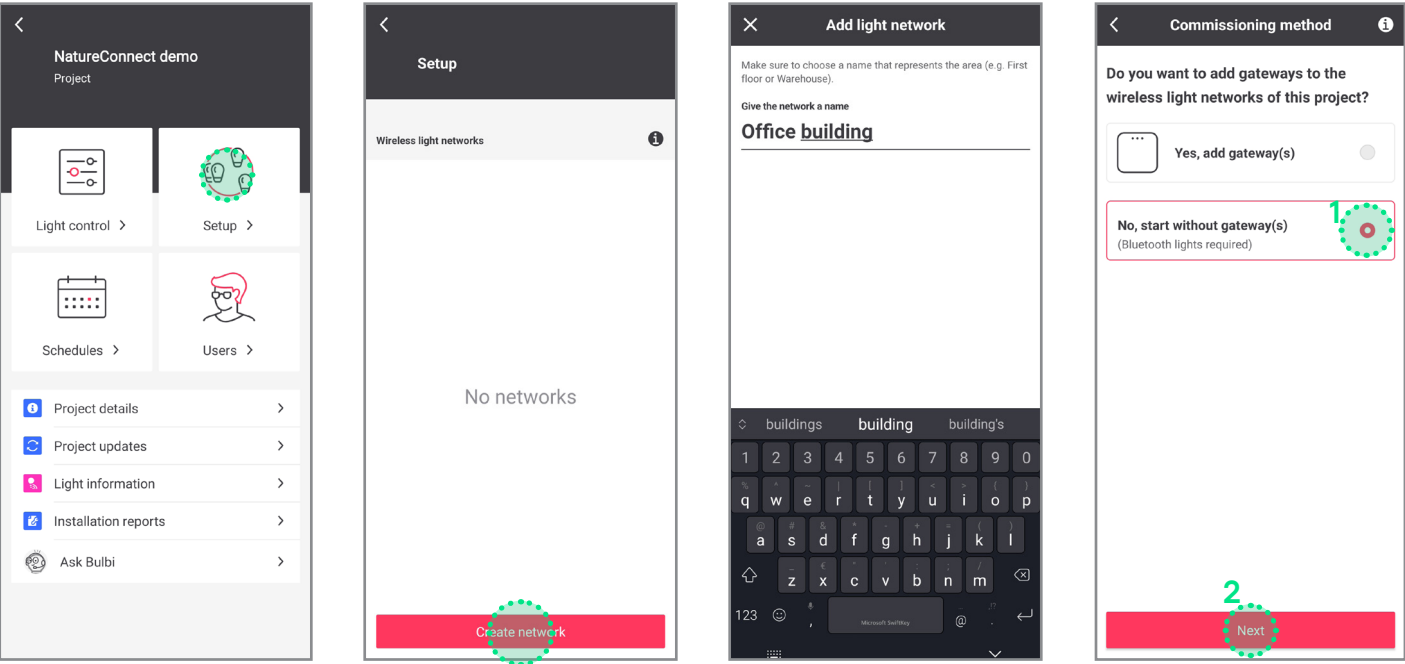 NatureConnect demo
Project
Light control
Setup
Schedules
Users
Project details
Project updates
Light information
Installation reports
Ask Bulbi
Setup
Wireless light networks
No networks
Create network
Add light network
Make sure to choose a name that represents the area (e.g. First
floor or Warehouse).
Give the network a name
Office building
buildings building building's
1 2 3 4 5 6 7 8 9 0
q w e r t y u i o p
a s d f g h j k l
z x c v b n m
123 , Microsoft SwiftKey @ .
Commissioning method
Do you want to add gateways to the
wireless light networks of this project?
Yes, add gateway(s)
1
No, start without gateway(s)
(Bluetooth lights required)
2
Next